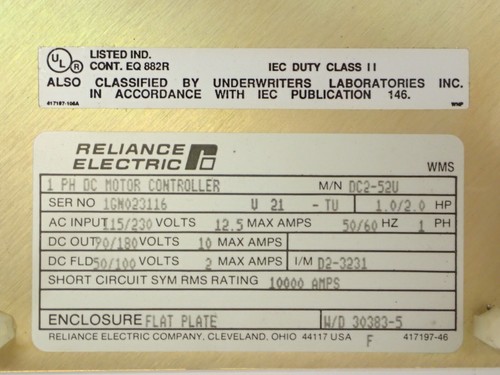 UL ® LISTED IND.
CONT. EQ 882R IEC DUTY CLASS II
ALSO CLASSIFIED BY UNDERWRITERS LABORATORIES INC.
IN ACCORDANCE WITH IEC PUBLICATION 146.
417197-106A
RELIANCE
ELECTRIC WMS
1 PH DC MOTOR CONTROLLER M/N DC2-52U
SER NO 1GN023116 U 21 - TU 1.0/2.0 HP
AC INPUT 115/230 VOLTS 12.5 MAX AMPS 50/60 HZ 1 PH
DC OUT 90/180 VOLTS 10 MAX AMPS
DC FLD 50/100 VOLTS 2 MAX AMPS I/M D2-3231
SHORT CIRCUIT SYM RMS RATING 10000 AMPS
ENCLOSURE FLAT PLATE W/D 30383-5
RELIANCE ELECTRIC COMPANY, CLEVELAND, OHIO 44117 USA F 417197-46